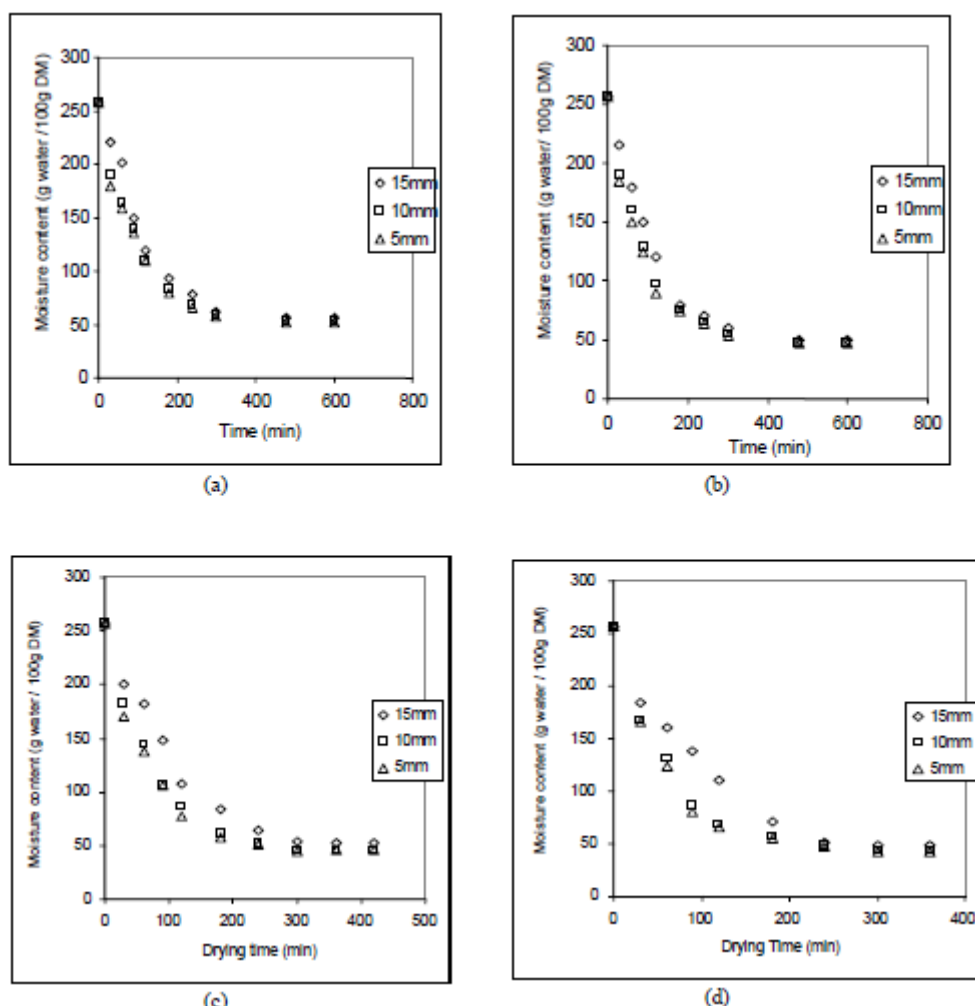 Moisture content (g water /100g DM)
300
250
200
150
100
50
0
0 200 400 600 800
Time (min)
15mm
10mm
5mm
(a)
Moisture content (g water/ 100g DM)
300
250
200
150
100
50
0
0 200 400 600 800
Time (min)
15mm
10mm
5mm
(b)
Moisture content (g water / 100g DM)
300
250
200
150
100
50
0
0 100 200 300 400 500
Drying time (min)
15mm
10mm
5mm
(c)
Moisture content (g water / 100g DM)
300
250
200
150
100
50
0
0 100 200 300 400
Drying Time (min)
15mm
10mm
5mm
(d)